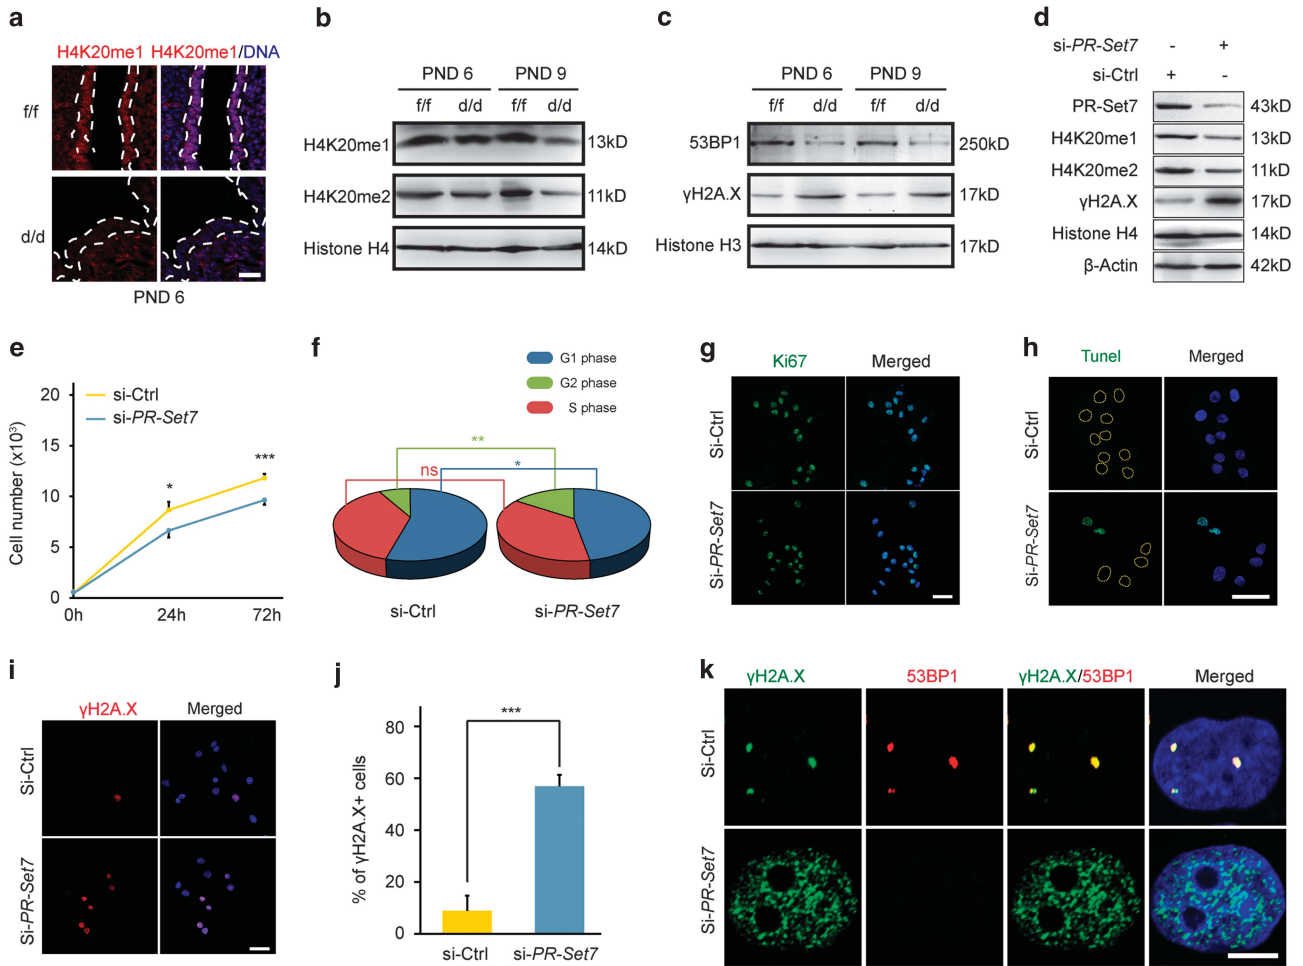 a
H4K20me1 H4K20me1/DNA
f/f
d/d
PND 6
b
PND 6 PND 9
f/f d/d f/f d/d
H4K20me1 13kD
H4K20me2 11kD
Histone H4 14kD
c
PND 6 PND 9
f/f d/d f/f d/d
53BP1 250kD
γH2A.X 17kD
Histone H3 17kD
d
si-PR-Set7 - +
si-Ctrl + -
PR-Set7 43kD
H4K20me1 13kD
H4K20me2 11kD
γH2A.X 17kD
Histone H4 14kD
β-Actin 42kD
e
Cell number (x10³)
20
15
10
5
0
si-Ctrl
si-PR-Set7
*
***
0h 24h 72h
f
G1 phase
G2 phase
S phase
**
ns *
si-Ctrl si-PR-Set7
g
Ki67 Merged
Si-Ctrl
Si-PR-Set7
h
Tunel Merged
Si-Ctrl
Si-PR-Set7
i
γH2A.X Merged
Si-Ctrl
Si-PR-Set7
j
% of γH2A.X+ cells
80
60
40
20
0
***
si-Ctrl si-PR-Set7
k
γH2A.X 53BP1 γH2A.X/53BP1 Merged
Si-Ctrl
Si-PR-Set7